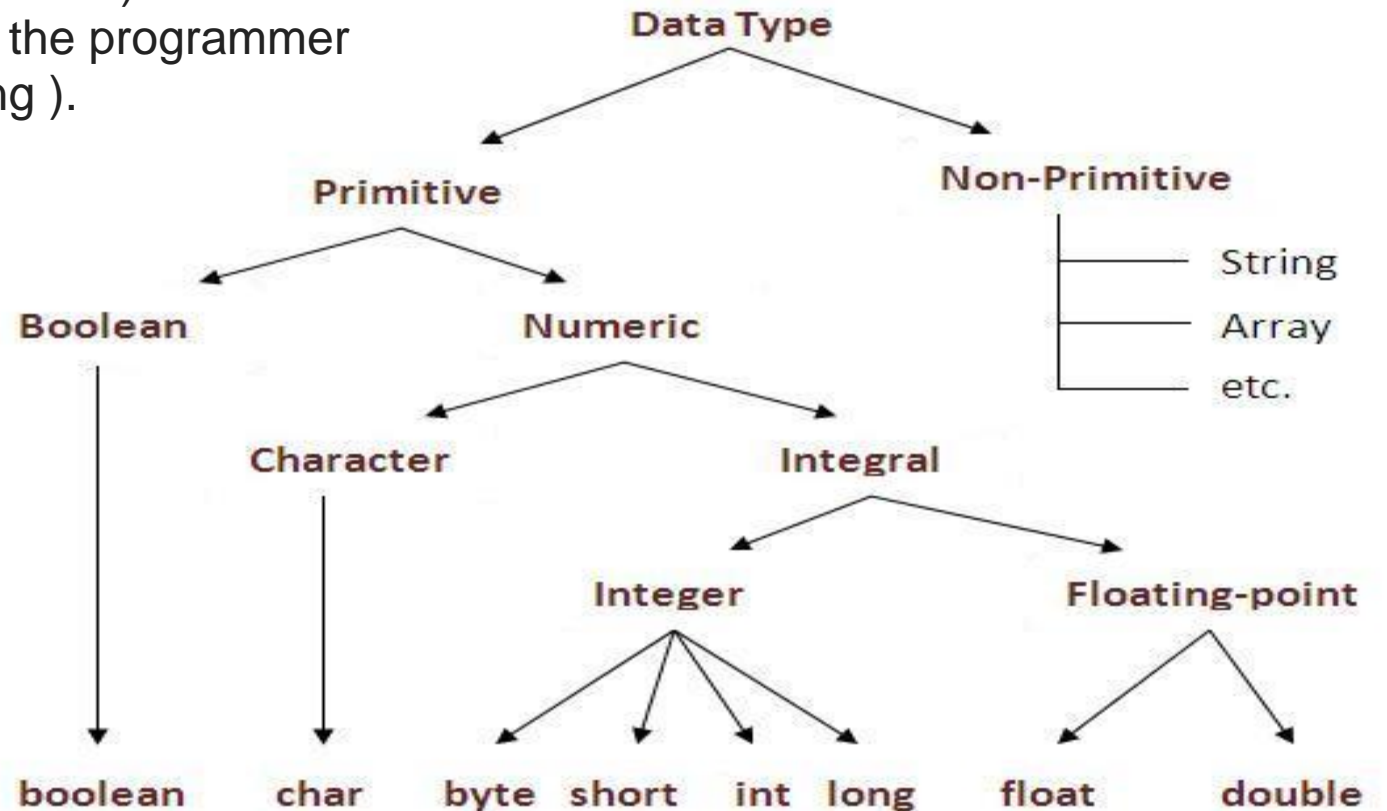 the programmer
ng ).
Data Type
Primitive
Non-Primitive
String
Array
etc.
Boolean
Numeric
Character
Integral
Integer
Floating-point
boolean char byte short int long float double